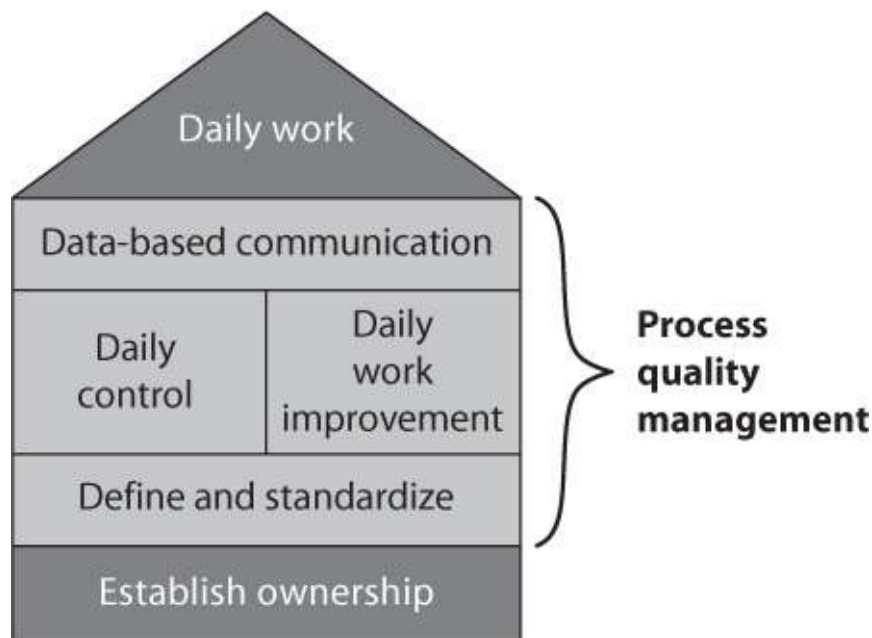 Daily work
Data-based communication
Daily
control
Daily
work
improvement
Define and standardize
Establish ownership
Process
quality
management